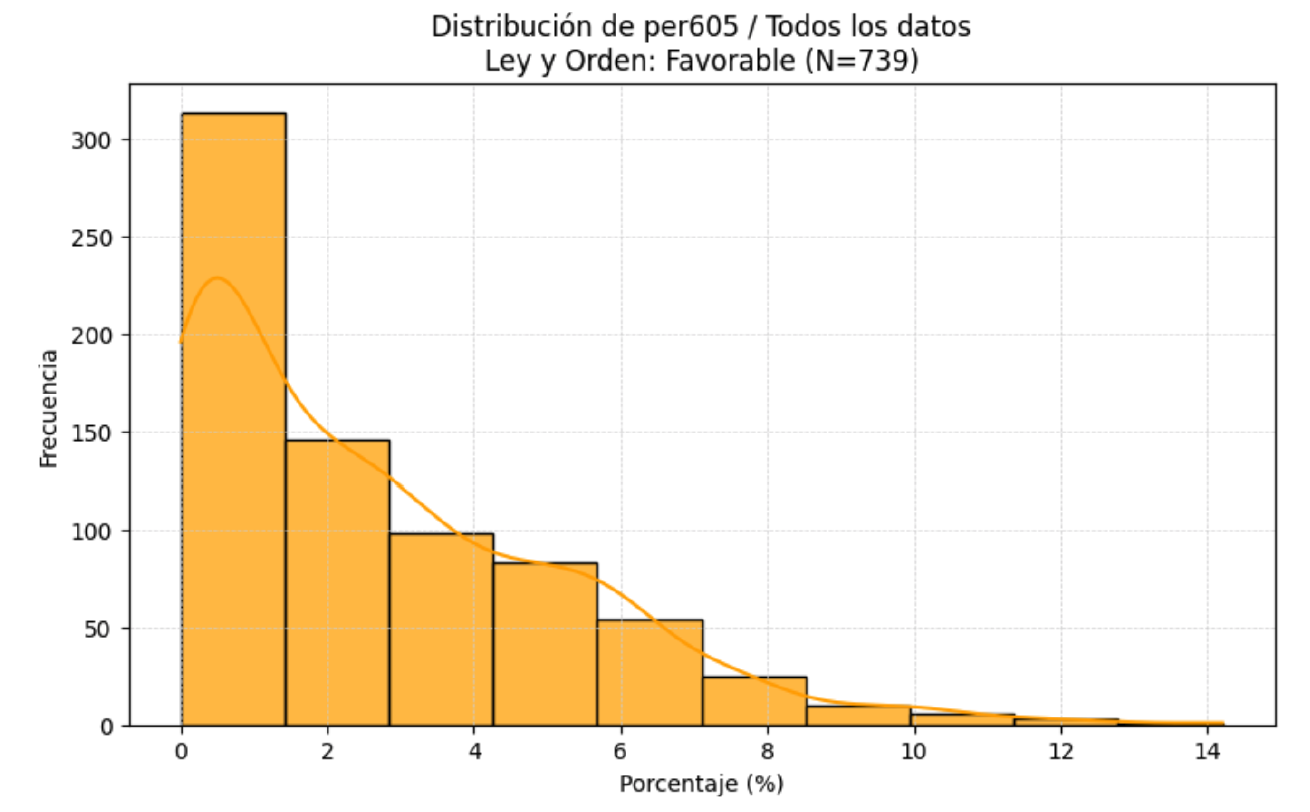 Distribución de per605 / Todos los datos
Ley y Orden: Favorable (N=739)
Frecuencia
300
250
200
150
100
50
0
0 2 4 6 8 10 12 14
Porcentaje (%)